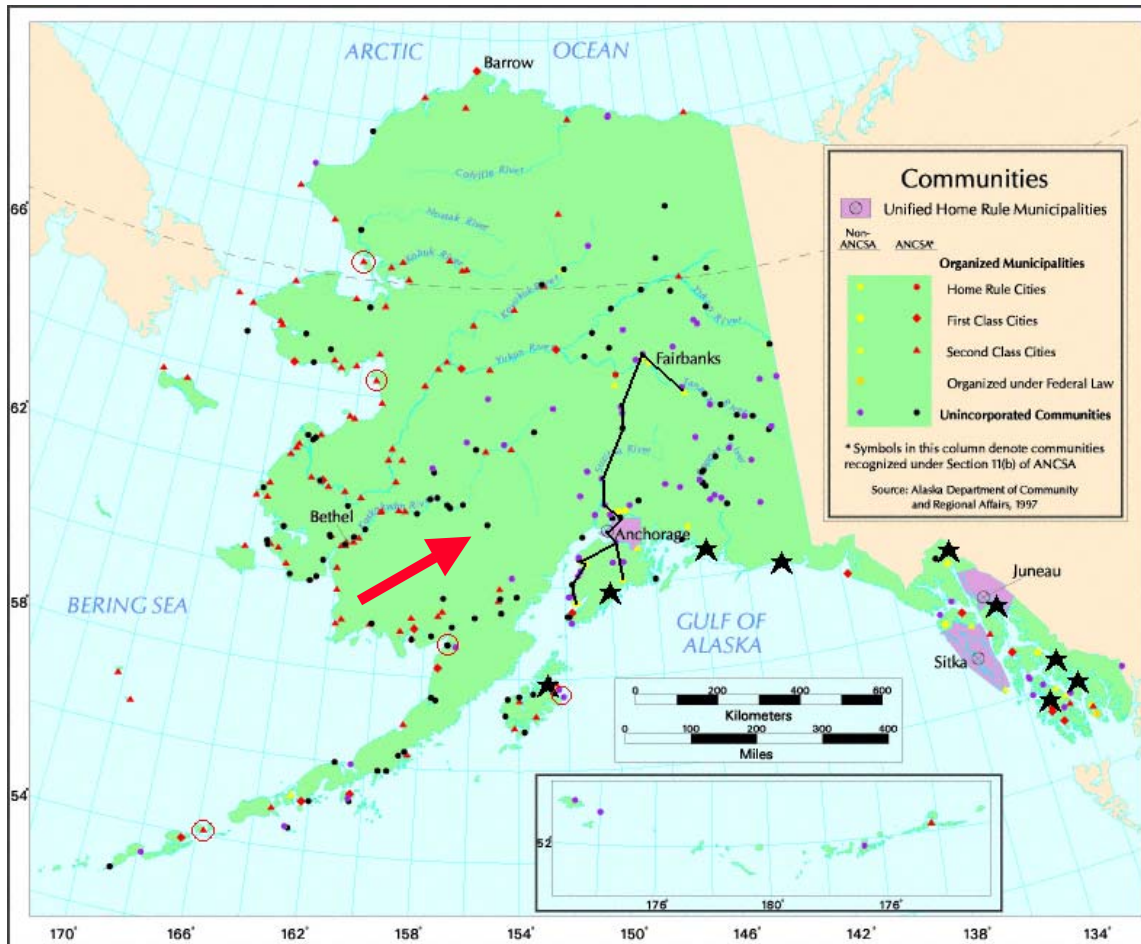 ARCTIC OCEAN
Barrow
66°
62°
58°
54°
Colville River
Noatak River
Kobuk River
Koyukuk River
Yukon River
Yukon River
Fairbanks
Tanana River
Susitna River
Kuskokwim River
Bethel
Anchorage
BERING SEA
GULF OF
ALASKA
Juneau
Sitka
Communities
Unified Home Rule Municipalities
Non-
ANCSA ANCSA*
Organized Municipalities
Home Rule Cities
First Class Cities
Second Class Cities
Organized under Federal Law
Unincorporated Communities
* Symbols in this column denote communities
recognized under Section 11(b) of ANCSA
Source: Alaska Department of Community
and Regional Affairs, 1997
0 200 400 600
Kilometers
0 100 200 300 400
Miles
52°
176° 180° 176°
170° 166° 162° 158° 154° 150° 146° 142° 138° 134°